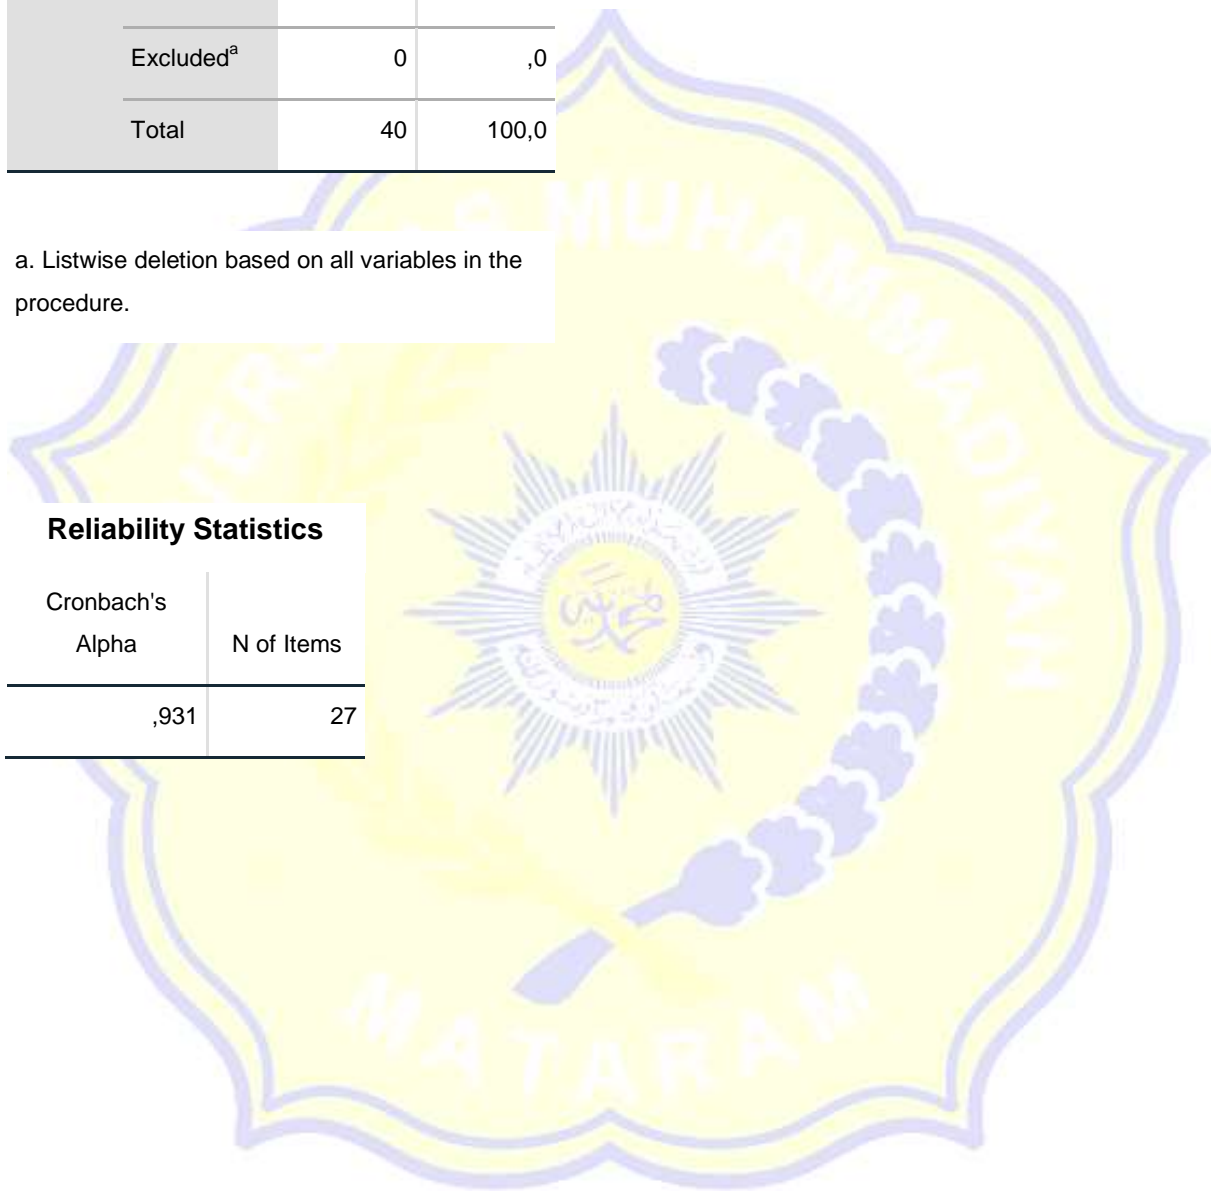 Excludedᵃ 0 ,0
Total 40 100,0
a. Listwise deletion based on all variables in the
procedure.
Reliability Statistics
Cronbach's
Alpha N of Items
,931 27
MUHAMMADIYAH
MATARAM